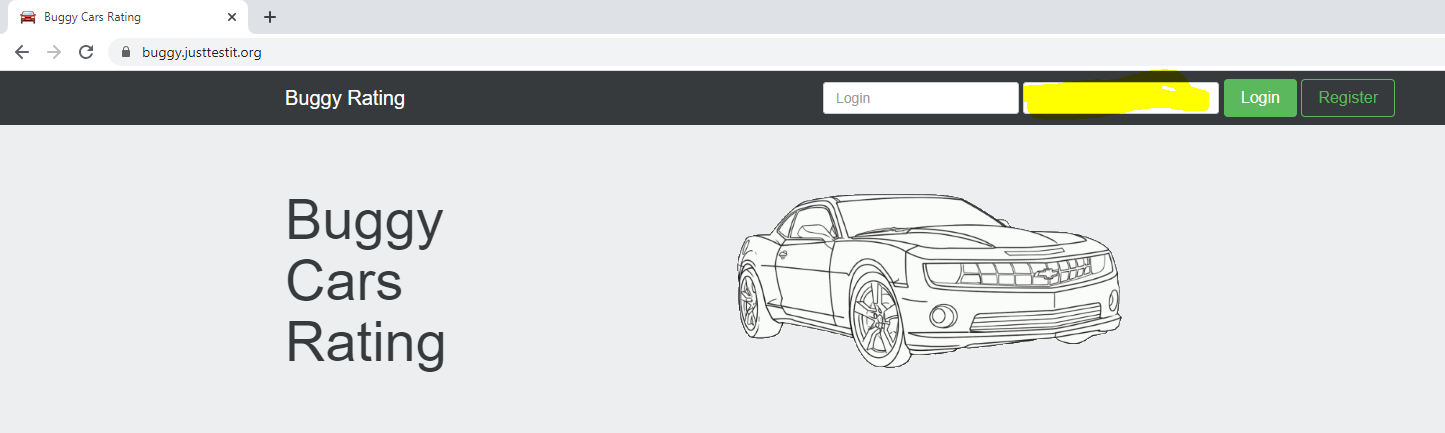 Buggy Cars Rating
buggy.justtestit.org
Buggy Rating
Login
Login
Register
Buggy
Cars
Rating